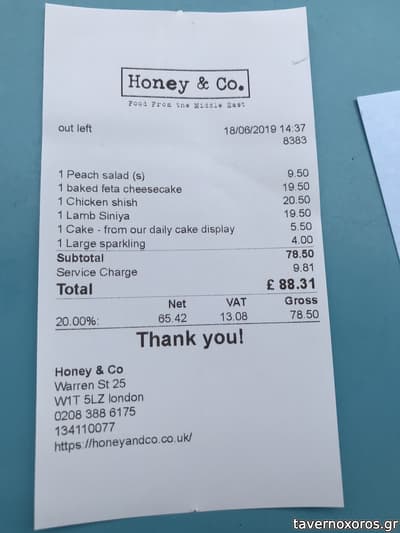 Honey & Co.
Food From the Middle East
out left 18/06/2019 14:37
8383
1 Peach salad (s) 9.50
1 baked feta cheesecake 19.50
1 Chicken shish 20.50
1 Lamb Siniya 19.50
1 Cake - from our daily cake display 5.50
1 Large sparkling 4.00
Subtotal 78.50
Service Charge 9.81
Total £ 88.31
Net VAT Gross
20.00%: 65.42 13.08 78.50
Thank you!
Honey & Co
Warren St 25
W1T 5LZ london
0208 388 6175
134110077
https://honeyandco.co.uk/
tavernoxoros.gr